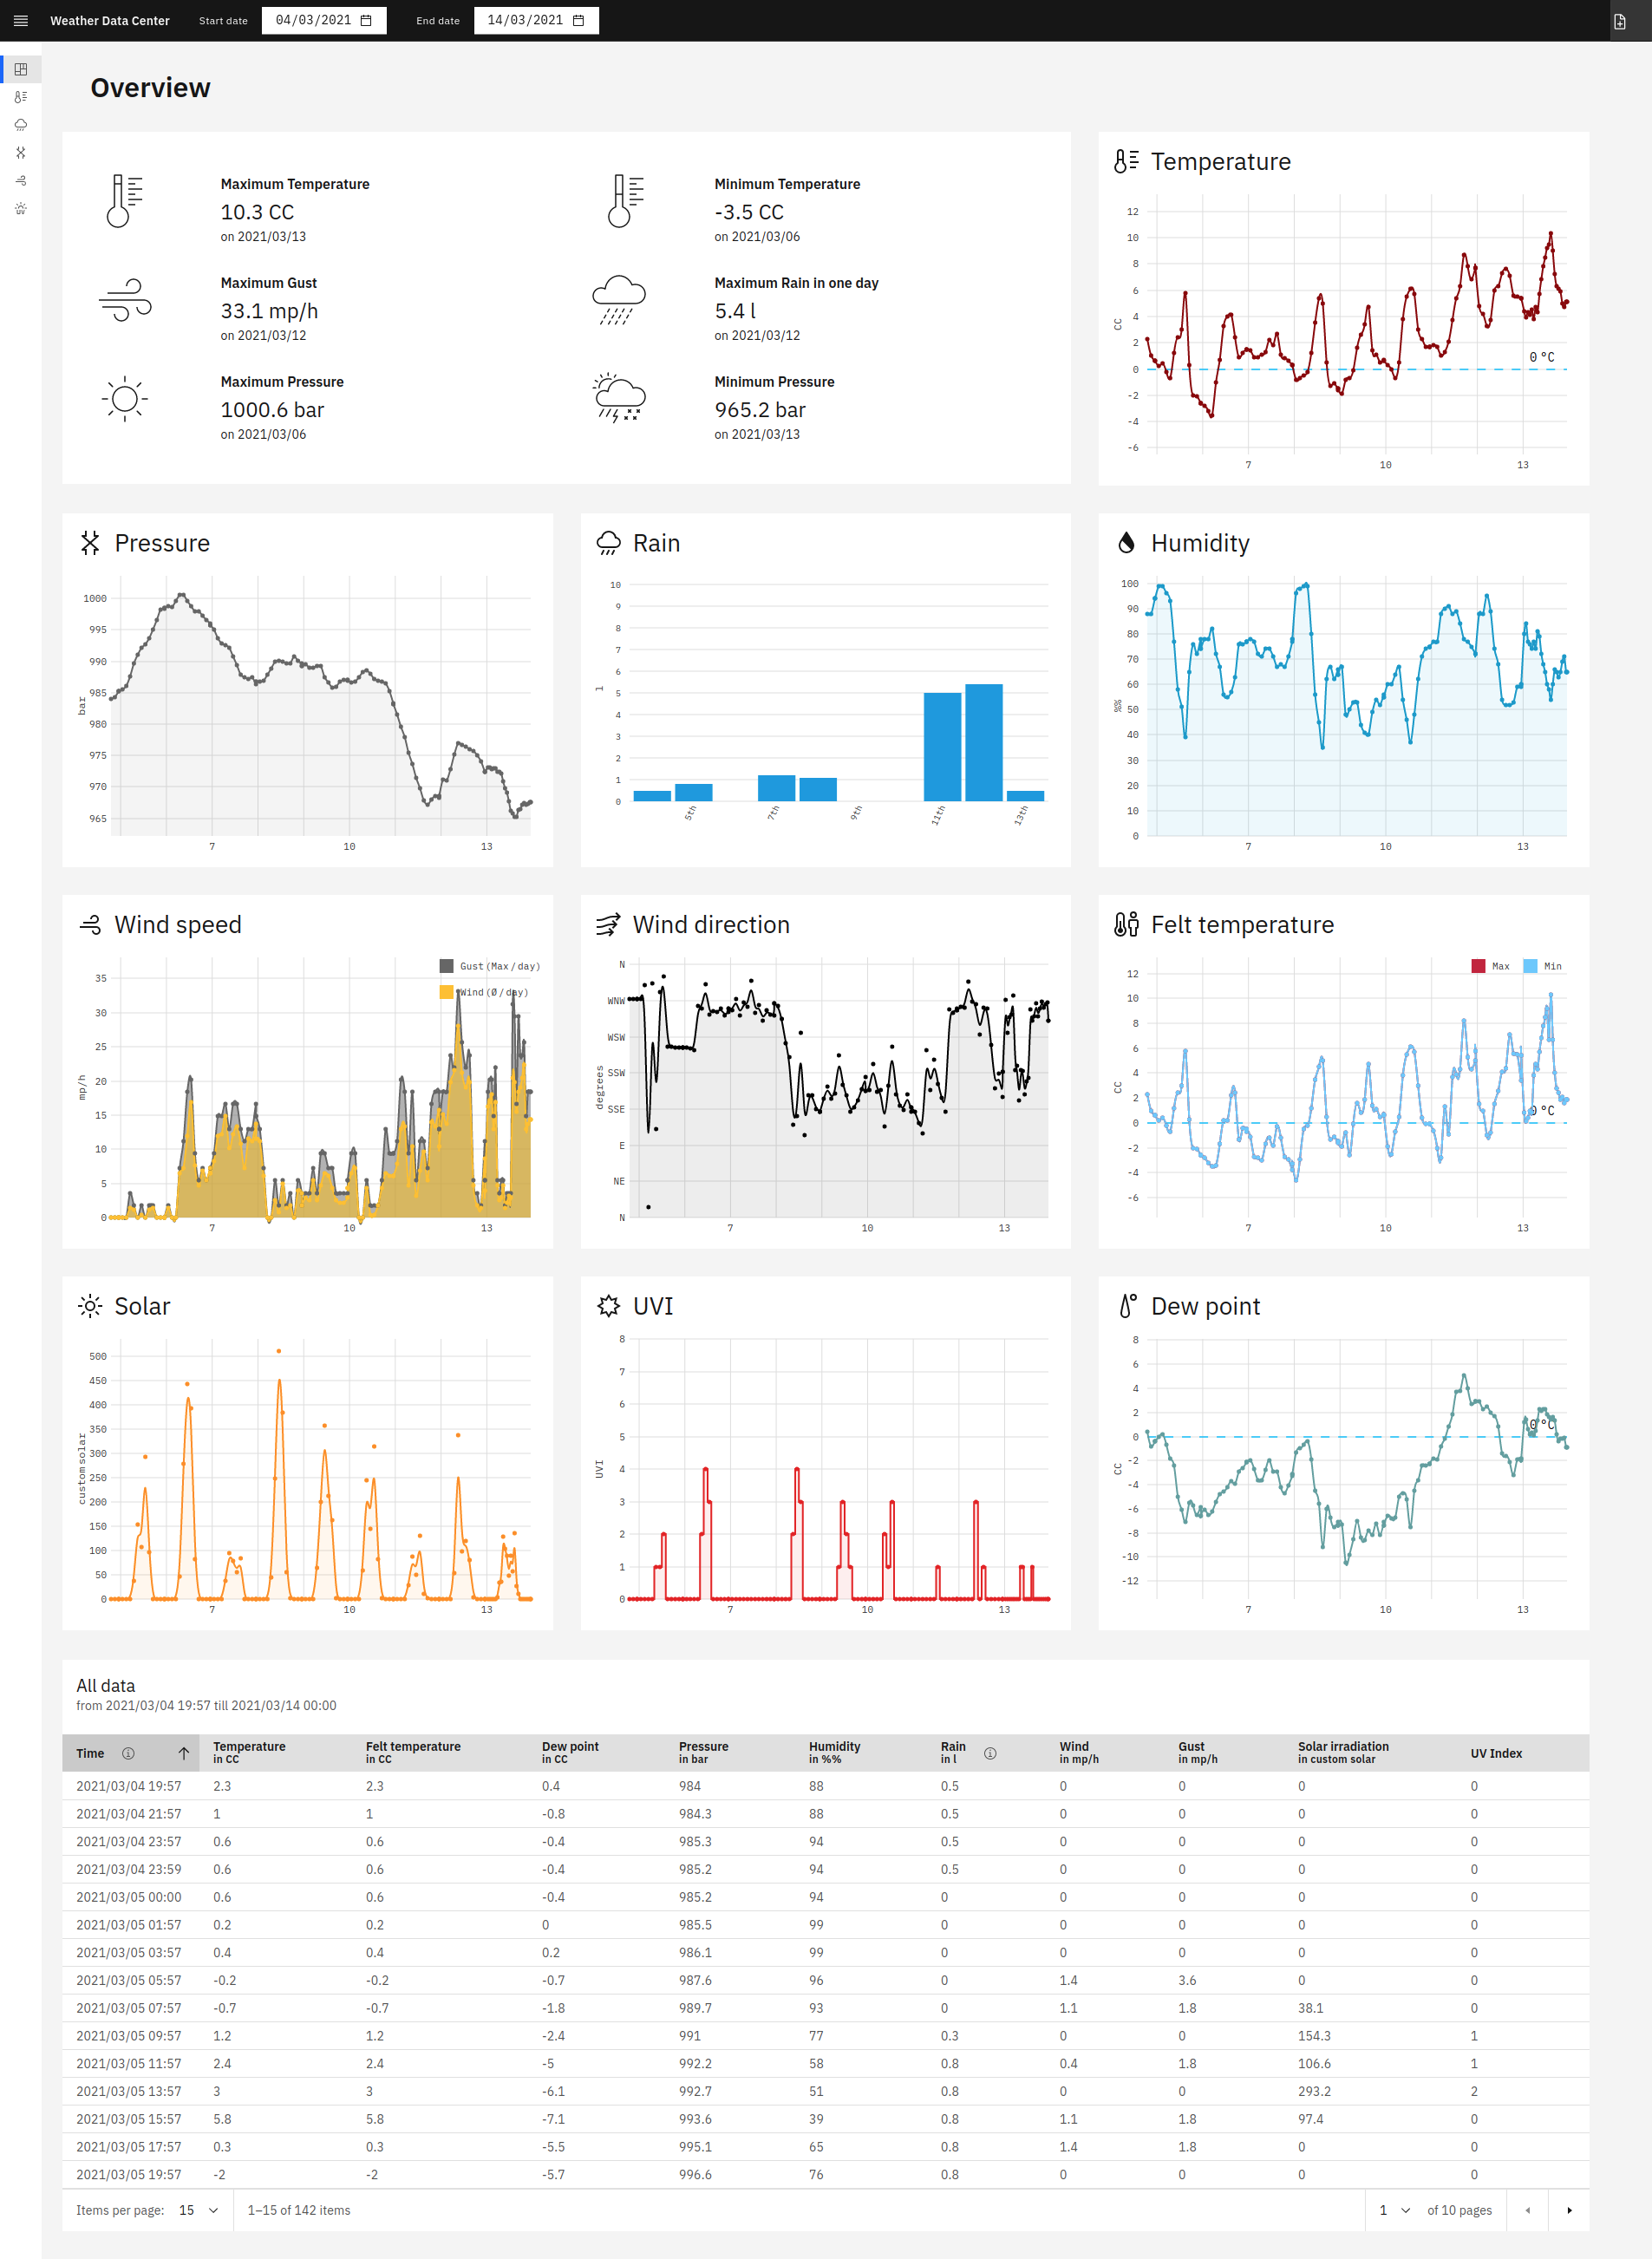 Weather Data Center Start date 04/03/2021 End date 14/03/2021
Overview
Maximum Temperature
10.3 CC
on 2021/03/13
Minimum Temperature
-3.5 CC
on 2021/03/06
Maximum Gust
33.1 mp/h
on 2021/03/12
Maximum Rain in one day
5.4 l
on 2021/03/12
Maximum Pressure
1000.6 bar
on 2021/03/06
Minimum Pressure
965.2 bar
on 2021/03/13
Temperature
12
10
8
6
4
2
0
-2
-4
-6
CC
0 °C
7 10 13
Pressure
1000
995
990
985
980
975
970
965
bar
7 10 13
Rain
10
9
8
7
6
5
4
3
2
1
0
l
5th 7th 9th 11th 13th
Humidity
100
90
80
70
60
50
40
30
20
10
0
%%
7 10 13
Wind speed
Gust (Max / day)
Wind (Ø / day)
35
30
25
20
15
10
5
0
mp/h
7 10 13
Wind direction
N
WNW
WSW
SSW
SSE
E
NE
N
degrees
7 10 13
Felt temperature
Max Min
12
10
8
6
4
2
0
-2
-4
-6
CC
0 °C
7 10 13
Solar
500
450
400
350
300
250
200
150
100
50
0
custom solar
7 10 13
UVI
8
7
6
5
4
3
2
1
0
UVI
7 10 13
Dew point
8
6
4
2
0
-2
-4
-6
-8
-10
-12
CC
0 °C
7 10 13
All data
from 2021/03/04 19:57 till 2021/03/14 00:00
Time Temperature Felt temperature Dew point Pressure Humidity Rain Wind Gust Solar irradiation UV Index
in CC in CC in CC in bar in %% in l in mp/h in mp/h in custom solar
2021/03/04 19:57 2.3 2.3 0.4 984 88 0.5 0 0 0 0
2021/03/04 21:57 1 1 -0.8 984.3 88 0.5 0 0 0 0
2021/03/04 23:57 0.6 0.6 -0.4 985.3 94 0.5 0 0 0 0
2021/03/04 23:59 0.6 0.6 -0.4 985.2 94 0.5 0 0 0 0
2021/03/05 00:00 0.6 0.6 -0.4 985.2 94 0 0 0 0 0
2021/03/05 01:57 0.2 0.2 0 985.5 99 0 0 0 0 0
2021/03/05 03:57 0.4 0.4 0.2 986.1 99 0 0 0 0 0
2021/03/05 05:57 -0.2 -0.2 -0.7 987.6 96 0 1.4 3.6 0 0
2021/03/05 07:57 -0.7 -0.7 -1.8 989.7 93 0 1.1 1.8 38.1 0
2021/03/05 09:57 1.2 1.2 -2.4 991 77 0.3 0 0 154.3 1
2021/03/05 11:57 2.4 2.4 -5 992.2 58 0.8 0.4 1.8 106.6 1
2021/03/05 13:57 3 3 -6.1 992.7 51 0.8 0 0 293.2 2
2021/03/05 15:57 5.8 5.8 -7.1 993.6 39 0.8 1.1 1.8 97.4 0
2021/03/05 17:57 0.3 0.3 -5.5 995.1 65 0.8 1.4 1.8 0 0
2021/03/05 19:57 -2 -2 -5.7 996.6 76 0.8 0 0 0 0
Items per page: 15 1–15 of 142 items 1 of 10 pages